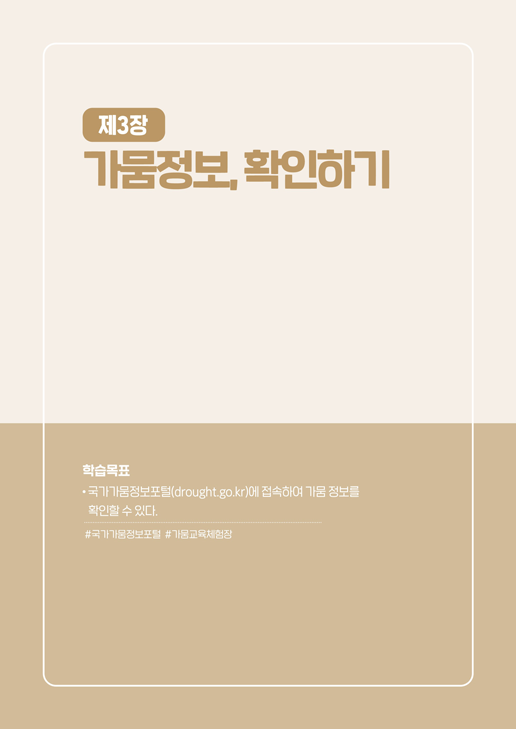 제3장
가뭄정보, 확인하기
학습목표
• 국가가뭄정보포털(drought.go.kr)에 접속하여 가뭄 정보를
확인할 수 있다.
#국가가뭄정보포털 #가뭄교육체험장